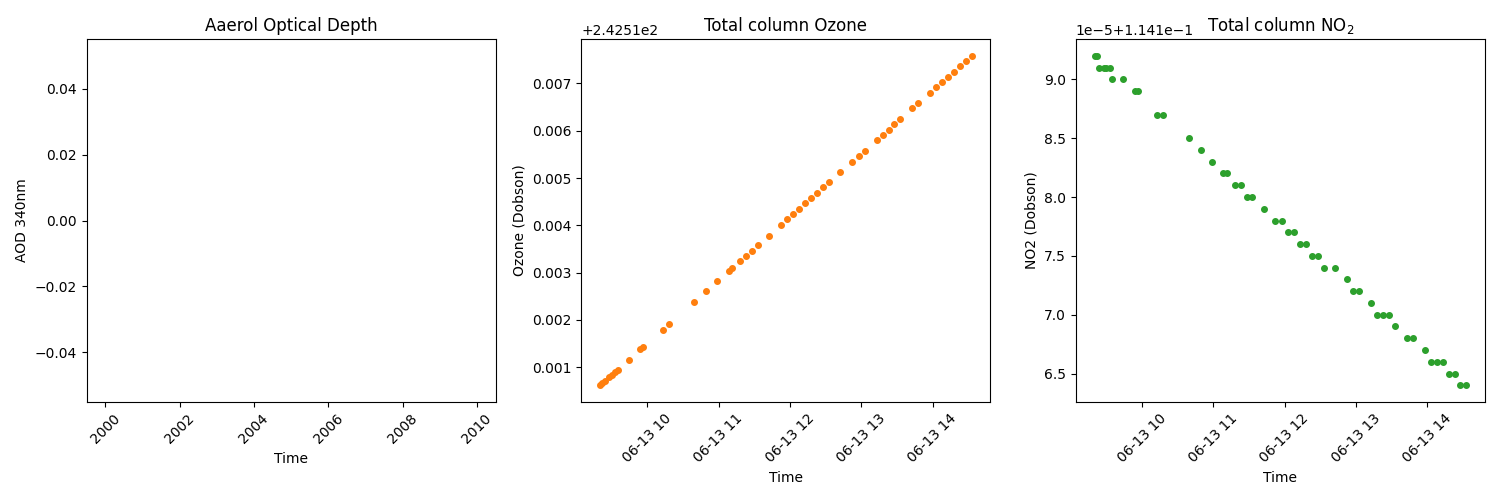 Aaerol Optical Depth
AOD 340nm
0.04
0.02
0.00
−0.02
−0.04
2000 2002 2004 2006 2008 2010
Time
Total column Ozone
+2.4251e2
Ozone (Dobson)
0.007
0.006
0.005
0.004
0.003
0.002
0.001
06-13 10 06-13 11 06-13 12 06-13 13 06-13 14
Time
Total column NO₂
1e−5+1.141e−1
NO2 (Dobson)
9.0
8.5
8.0
7.5
7.0
6.5
06-13 10 06-13 11 06-13 12 06-13 13 06-13 14
Time